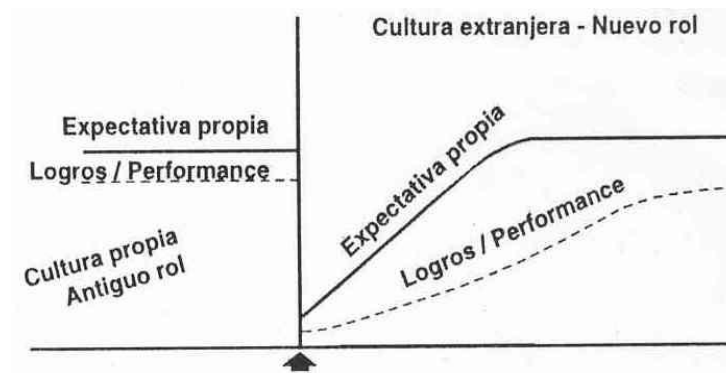 Cultura extranjera - Nuevo rol
Expectativa propia
Logros / Performance
Cultura propia
Antiguo rol
Expectativa propia
Logros / Performance